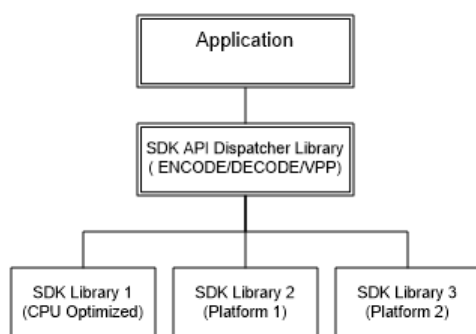 Application
SDK API Dispatcher Library
( ENCODE/DECODE/VPP)
SDK Library 1
(CPU Optimized)
SDK Library 2
(Platform 1)
SDK Library 3
(Platform 2)